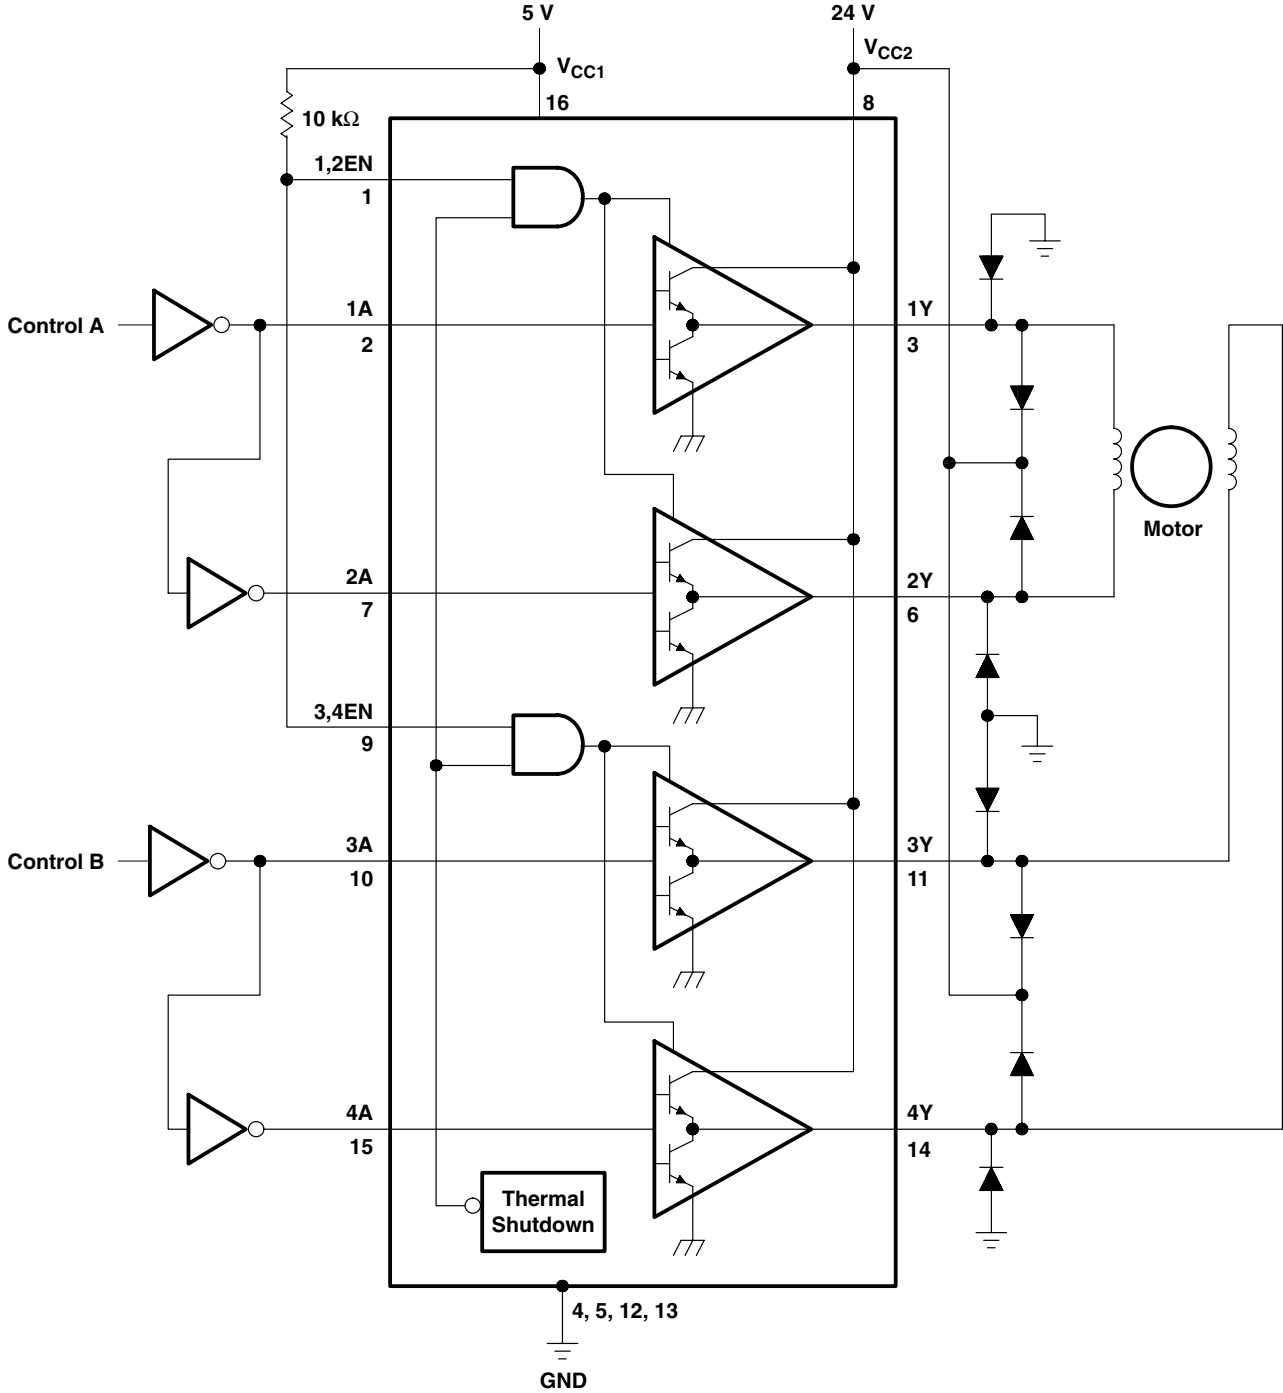 5 V
24 V
VCC1
VCC2
16
8
10 kΩ
1,2EN
1
Control A
1A
2
1Y
3
Motor
2A
7
2Y
6
3,4EN
9
Control B
3A
10
3Y
11
4A
15
4Y
14
Thermal
Shutdown
4, 5, 12, 13
GND